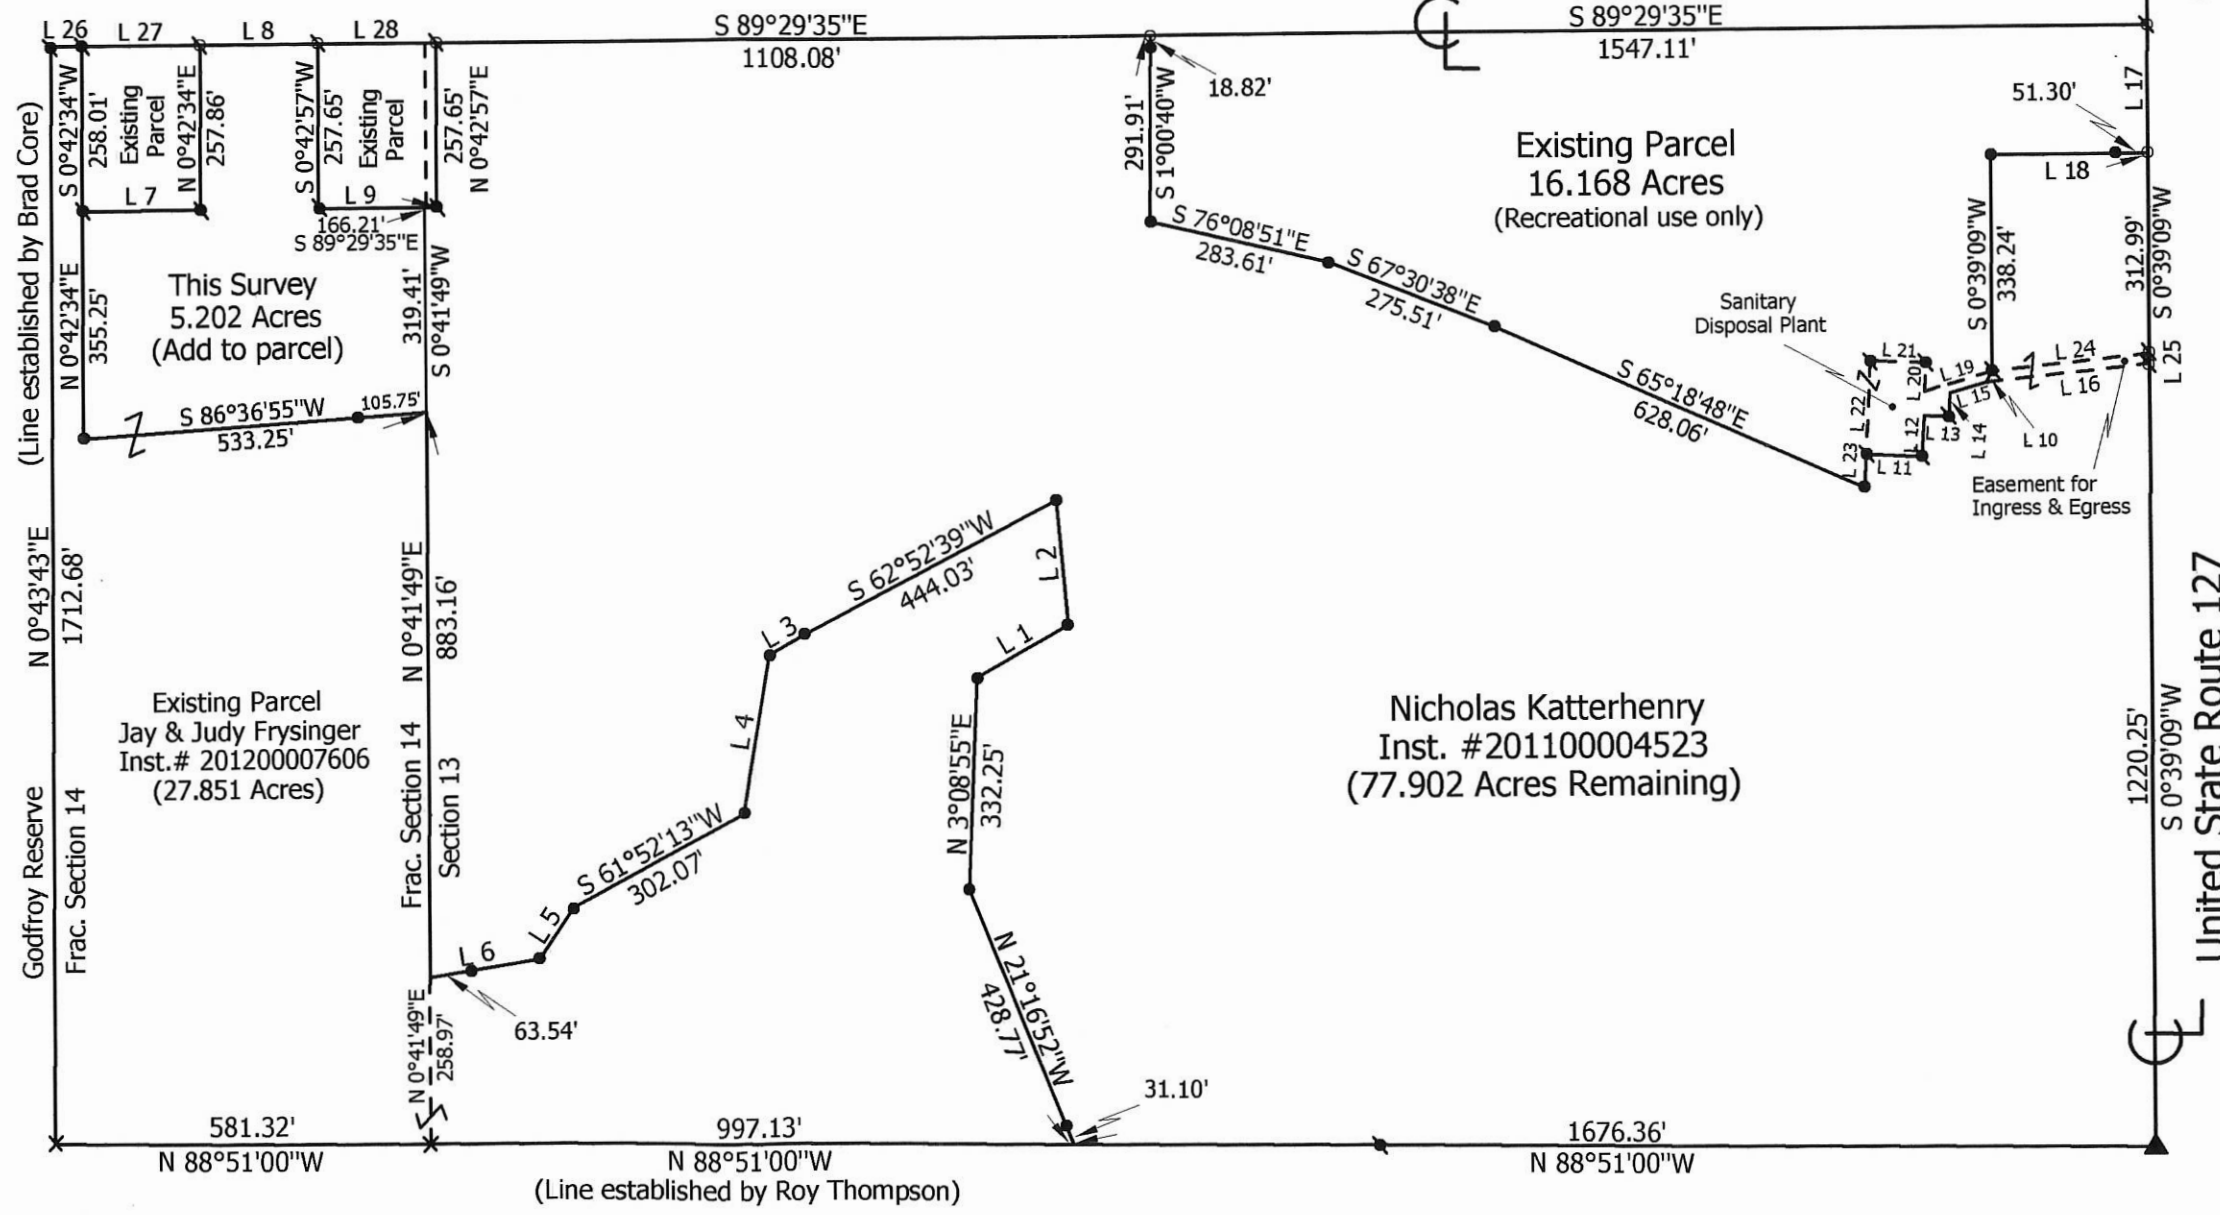 L 26
L 27
L 8
L 28
S 89°29'35"E
1108.08'
S 89°29'35"E
1547.11'
S 0°42'34"W
258.01'
Existing
Parcel
N 0°42'34"E
257.86'
S 0°42'57"W
257.65'
Existing
Parcel
257.65'
N 0°42'57"E
L 7
L 9
166.21'
S 89°29'35"E
291.91'
S 1°00'40"W
18.82'
Existing Parcel
16.168 Acres
(Recreational use only)
51.30'
L 17
L 18
S 0°39'09"W
338.24'
312.99'
S 0°39'09"W
(Line established by Brad Core)
N 0°42'34"E
355.25'
This Survey
5.202 Acres
(Add to parcel)
319.41'
S 0°41'49"W
S 86°36'55"W
533.25'
105.75'
S 76°08'51"E
283.61'
S 67°30'38"E
275.51'
S 65°18'48"E
628.06'
Sanitary
Disposal Plant
L 21
L 20
L 19
L 24
L 16
L 25
L 22
L 12
L 13
L 15
L 14
L 10
L 23
L 11
Easement for
Ingress & Egress
N 0°43'43"E
1712.68'
N 0°41'49"E
883.16'
S 62°52'39"W
444.03'
L 2
L 1
L 3
L 4
Existing Parcel
Jay & Judy Frysinger
Inst.# 201200007606
(27.851 Acres)
Nicholas Katterhenry
Inst. #201100004523
(77.902 Acres Remaining)
N 3°08'55"E
332.25'
S 61°52'13"W
302.07'
L 5
L 6
63.54'
Godfroy Reserve
Frac. Section 14
Frac. Section 14
Section 13
N 0°41'49"E
258.97'
N 21°16'52"W
428.77'
31.10'
1220.25'
S 0°39'09"W
United State Route 127
581.32'
N 88°51'00"W
997.13'
N 88°51'00"W
(Line established by Roy Thompson)
1676.36'
N 88°51'00"W